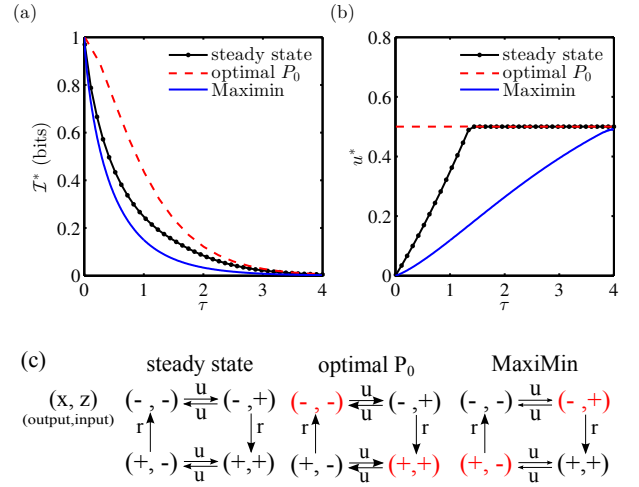 (a)
1
0.8
0.6
0.4
0.2
0
I* (bits)
steady state
optimal P₀
Maximin
0 1 2 3 4
τ
(b)
0.8
0.6
0.4
0.2
0
u*
steady state
optimal P₀
Maximin
0 1 2 3 4
τ
(c)
steady state optimal P₀ MaxiMin
(x, z) (- , -) u (- ,+) (- , -) u (- ,+) (- , -) u (- ,+)
(output,input) u u u
r r r r r r
u u u
(+, -) u (+,+) (+, -) u (+,+) (+, -) u (+,+)